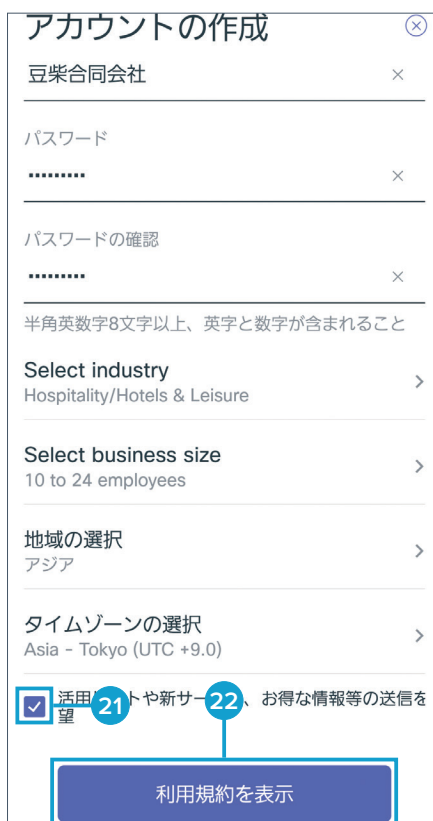 アカウントの作成
豆柴合同会社
パスワード
•••••••••
パスワードの確認
•••••••••
半角英数字8文字以上、英字と数字が含まれること
Select industry
Hospitality/Hotels & Leisure
Select business size
10 to 24 employees
地域の選択
アジア
タイムゾーンの選択
Asia - Tokyo (UTC +9.0)
活用 21 トや新サー 22 、お得な情報等の送信を
望
利用規約を表示